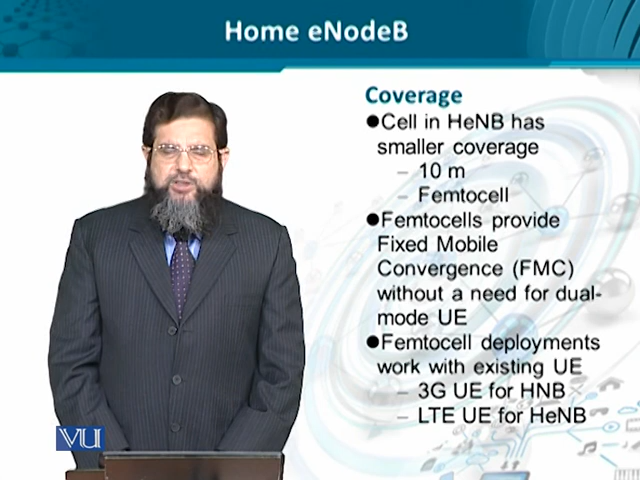 Home eNodeB
Coverage
●Cell in HeNB has
smaller coverage
– 10 m
– Femtocell
●Femtocells provide
Fixed Mobile
Convergence (FMC)
without a need for dual-
mode UE
●Femtocell deployments
work with existing UE
– 3G UE for HNB
– LTE UE for HeNB
VU